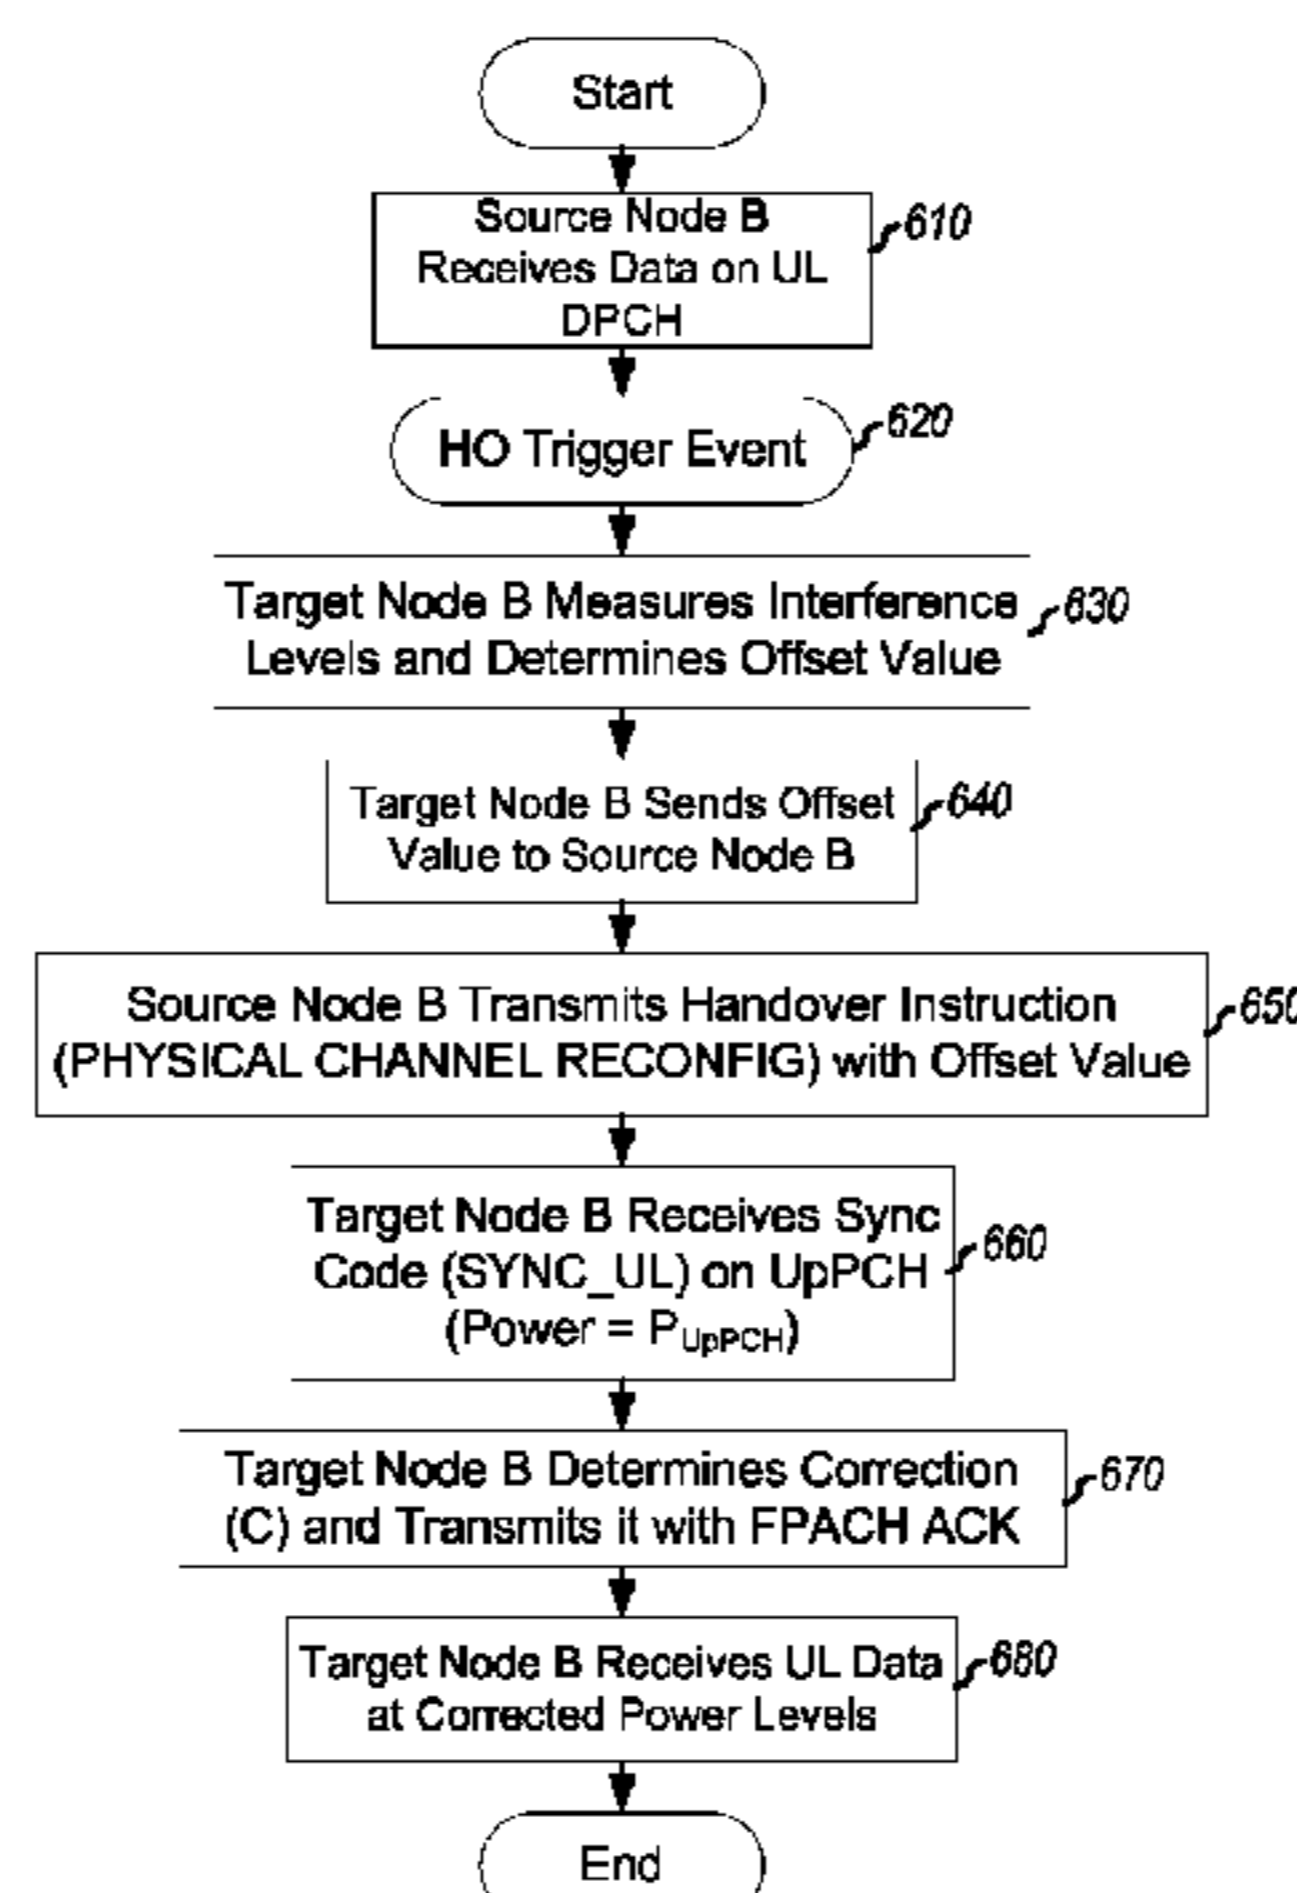 Start
Source Node B
Receives Data on UL
DPCH
610
HO Trigger Event
620
Target Node B Measures Interference
Levels and Determines Offset Value
630
Target Node B Sends Offset
Value to Source Node B
640
Source Node B Transmits Handover Instruction
(PHYSICAL CHANNEL RECONFIG) with Offset Value
650
Target Node B Receives Sync
Code (SYNC_UL) on UpPCH
(Power = PUpPCH)
660
Target Node B Determines Correction
(C) and Transmits it with FPACH ACK
670
Target Node B Receives UL Data
at Corrected Power Levels
680
End